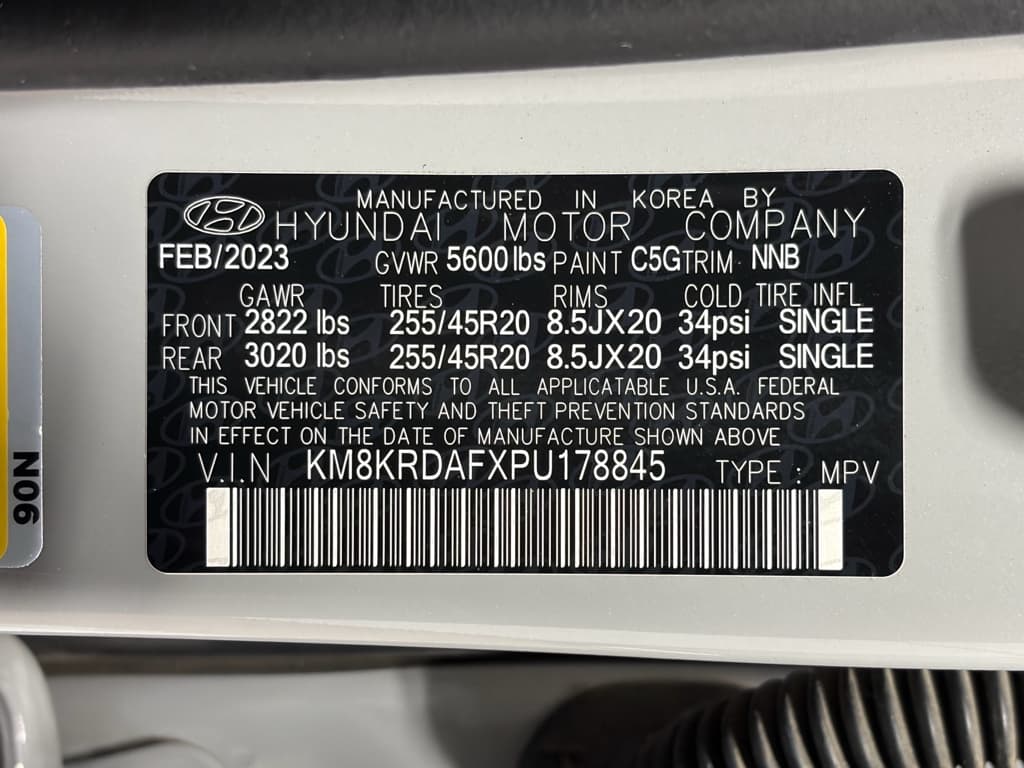 MANUFACTURED IN KOREA BY
HYUNDAI MOTOR COMPANY
FEB/2023 GVWR 5600 lbs PAINT C5G TRIM NNB
GAWR TIRES RIMS COLD TIRE INFL
FRONT 2822 lbs 255/45R20 8.5JX20 34psi SINGLE
REAR 3020 lbs 255/45R20 8.5JX20 34psi SINGLE
THIS VEHICLE CONFORMS TO ALL APPLICATABLE U.S.A. FEDERAL
MOTOR VEHICLE SAFETY AND THEFT PREVENTION STANDARDS
IN EFFECT ON THE DATE OF MANUFACTURE SHOWN ABOVE
V.I.N KM8KRDAFXPU178845 TYPE : MPV
90N